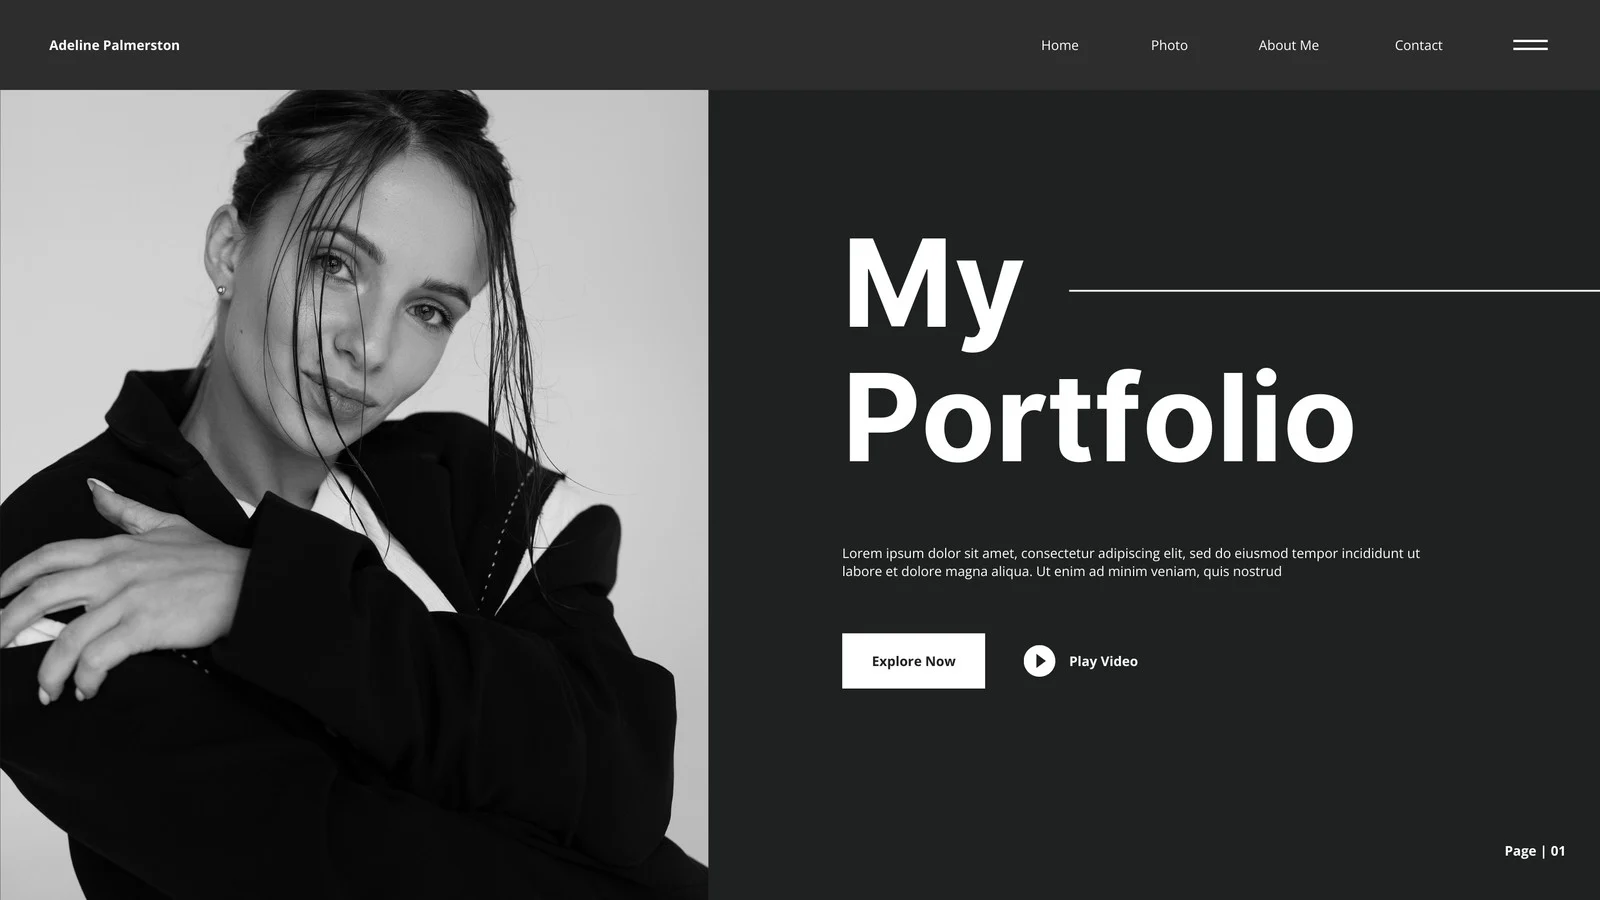 Adeline Palmerston
Home
Photo
About Me
Contact
My
Portfolio
Lorem ipsum dolor sit amet, consectetur adipiscing elit, sed do eiusmod tempor incididunt ut
labore et dolore magna aliqua. Ut enim ad minim veniam, quis nostrud
Explore Now
Play Video
Page | 01